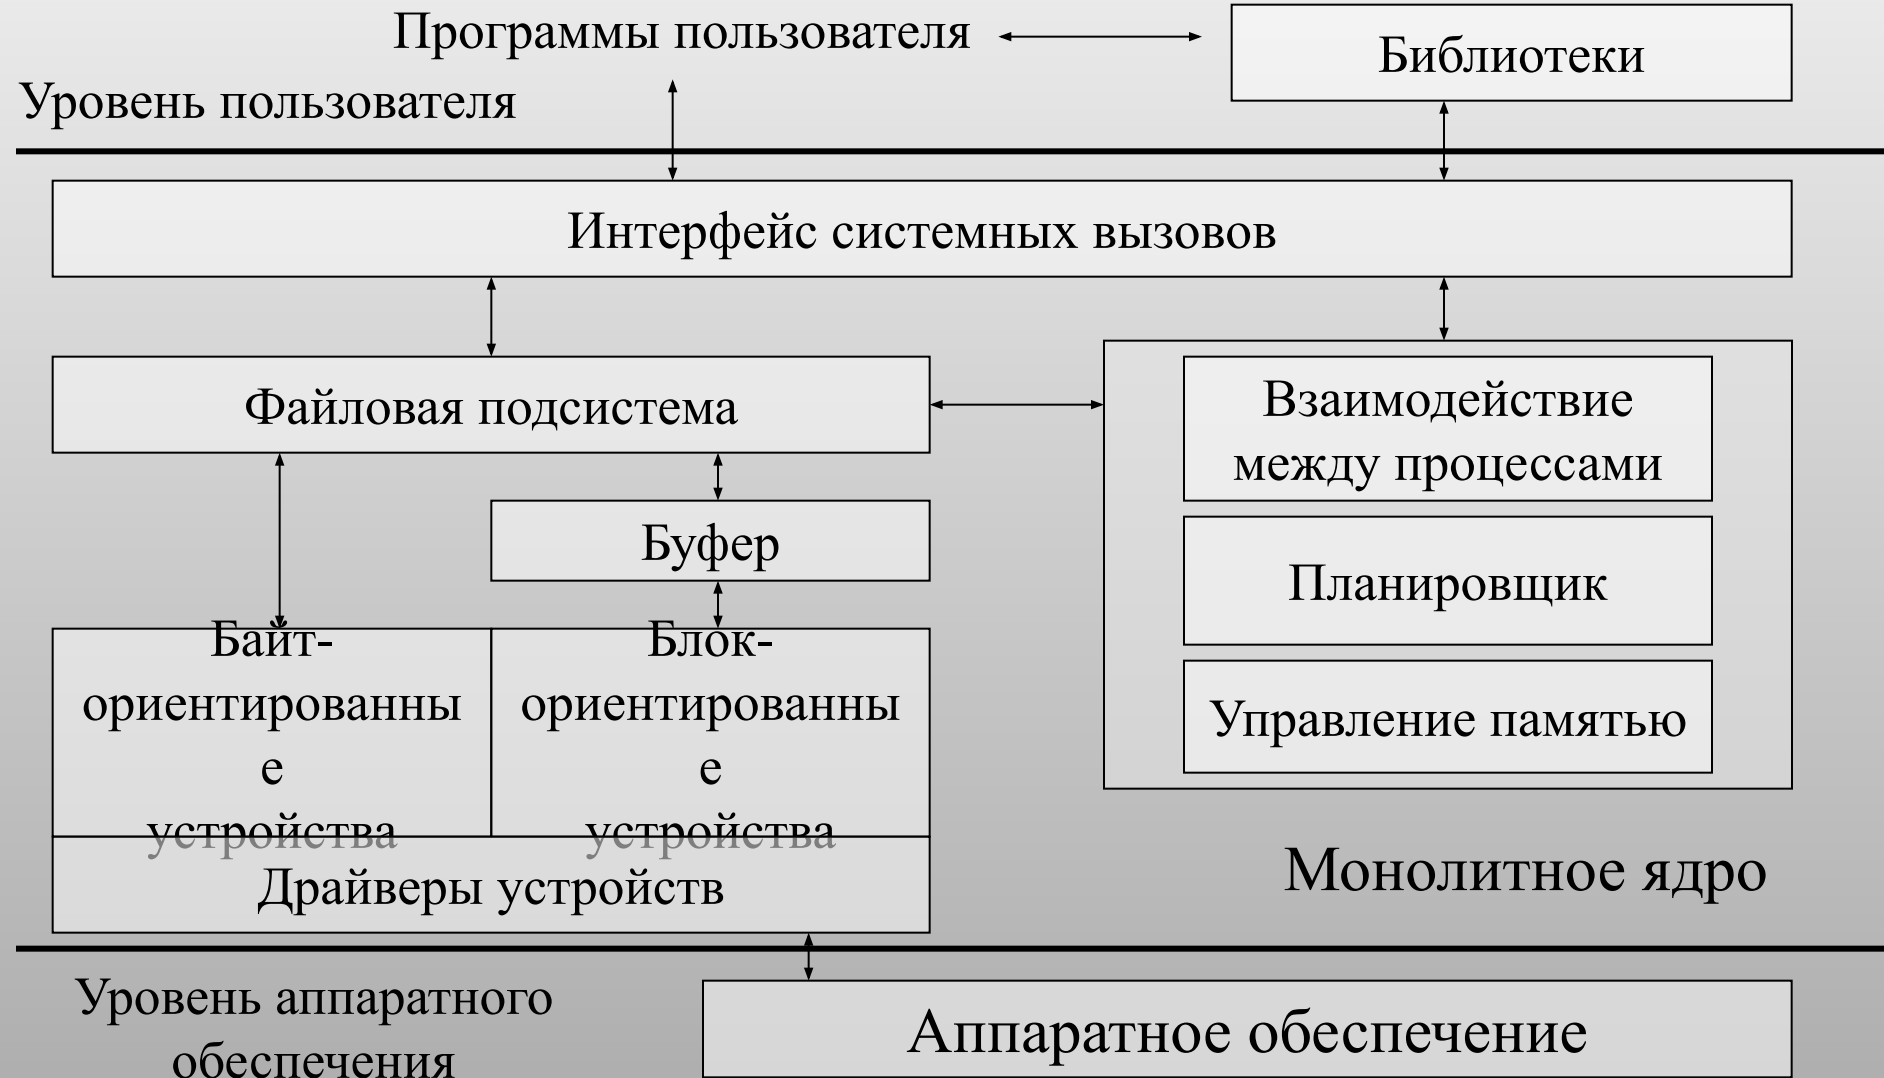 Программы пользователя
Библиотеки
Уровень пользователя
Интерфейс системных вызовов
Файловая подсистема
Взаимодействие
между процессами
Буфер
Планировщик
Байт-
ориентированны
е
устройства
Блок-
ориентированны
е
устройства
Управление памятью
Драйверы устройств
Монолитное ядро
Уровень аппаратного
обеспечения
Аппаратное обеспечение